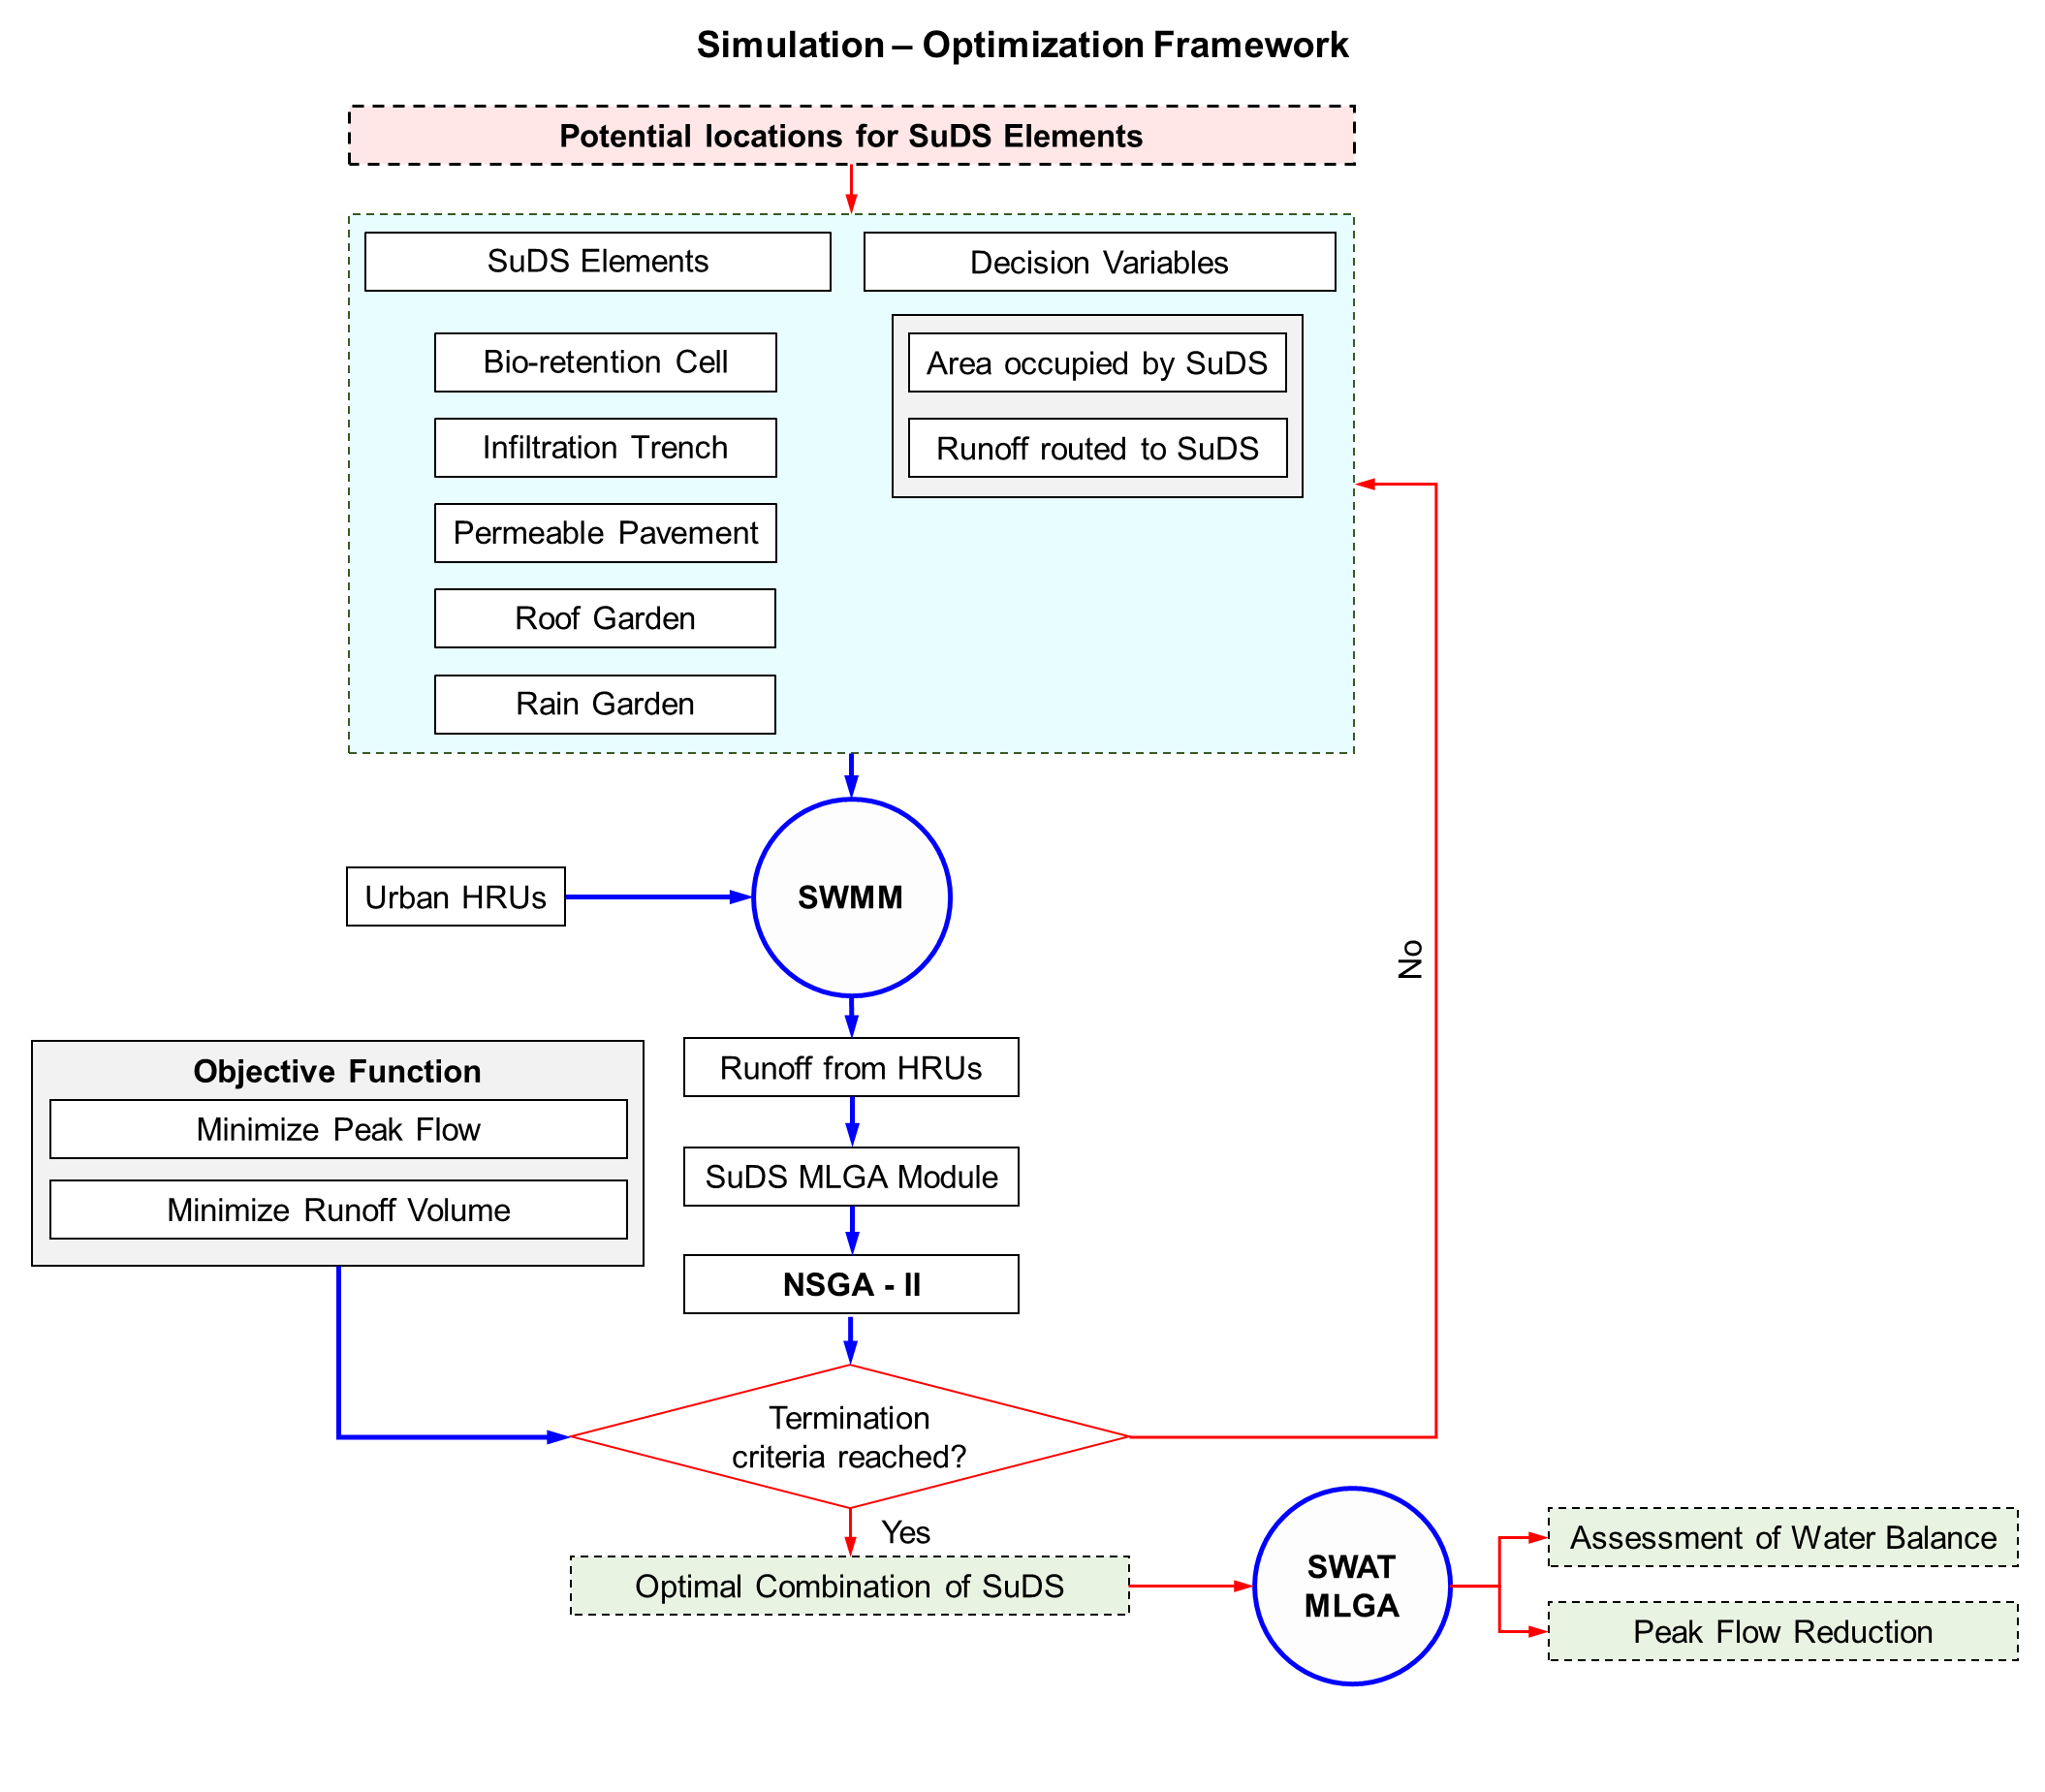 Simulation – Optimization Framework
Potential locations for SuDS Elements
SuDS Elements
Decision Variables
Bio-retention Cell
Area occupied by SuDS
Infiltration Trench
Runoff routed to SuDS
Permeable Pavement
Roof Garden
Rain Garden
Urban HRUs
SWMM
No
Runoff from HRUs
Objective Function
Minimize Peak Flow
Minimize Runoff Volume
SuDS MLGA Module
NSGA - II
Termination
criteria reached?
Yes
Optimal Combination of SuDS
SWAT
MLGA
Assessment of Water Balance
Peak Flow Reduction